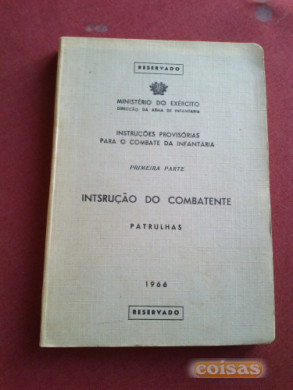 RESERVADO
MINISTÉRIO DO EXÉRCITO
DIRECÇÃO DA ARMA DE INFANTARIA
INSTRUÇÕES PROVISÓRIAS
PARA O COMBATE DA INFANTARIA
PRIMEIRA PARTE
INTSRUÇÃO DO COMBATENTE
PATRULHAS
1966
RESERVADO
coisas